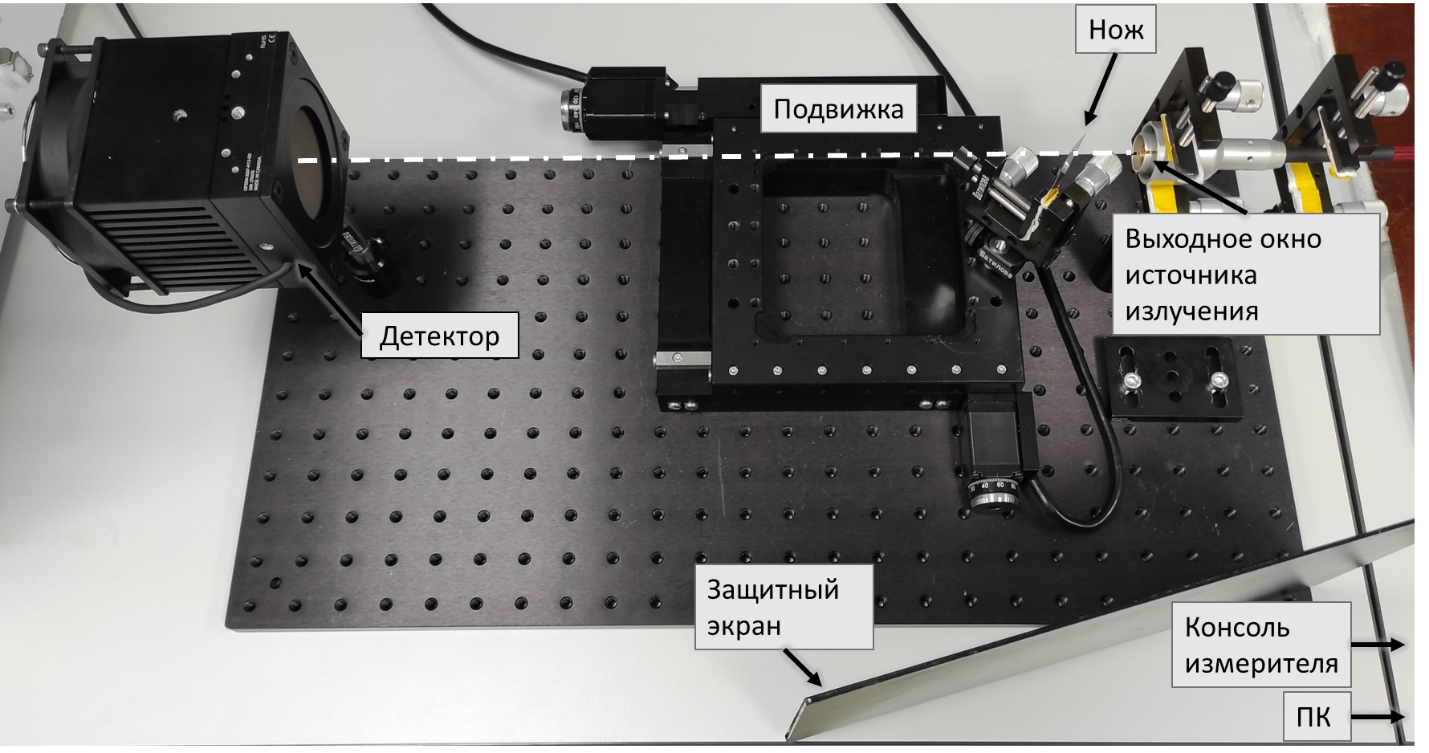 Нож
Подвижка
Выходное окно
источника
излучения
Детектор
Защитный
экран
Консоль
измерителя
ПК